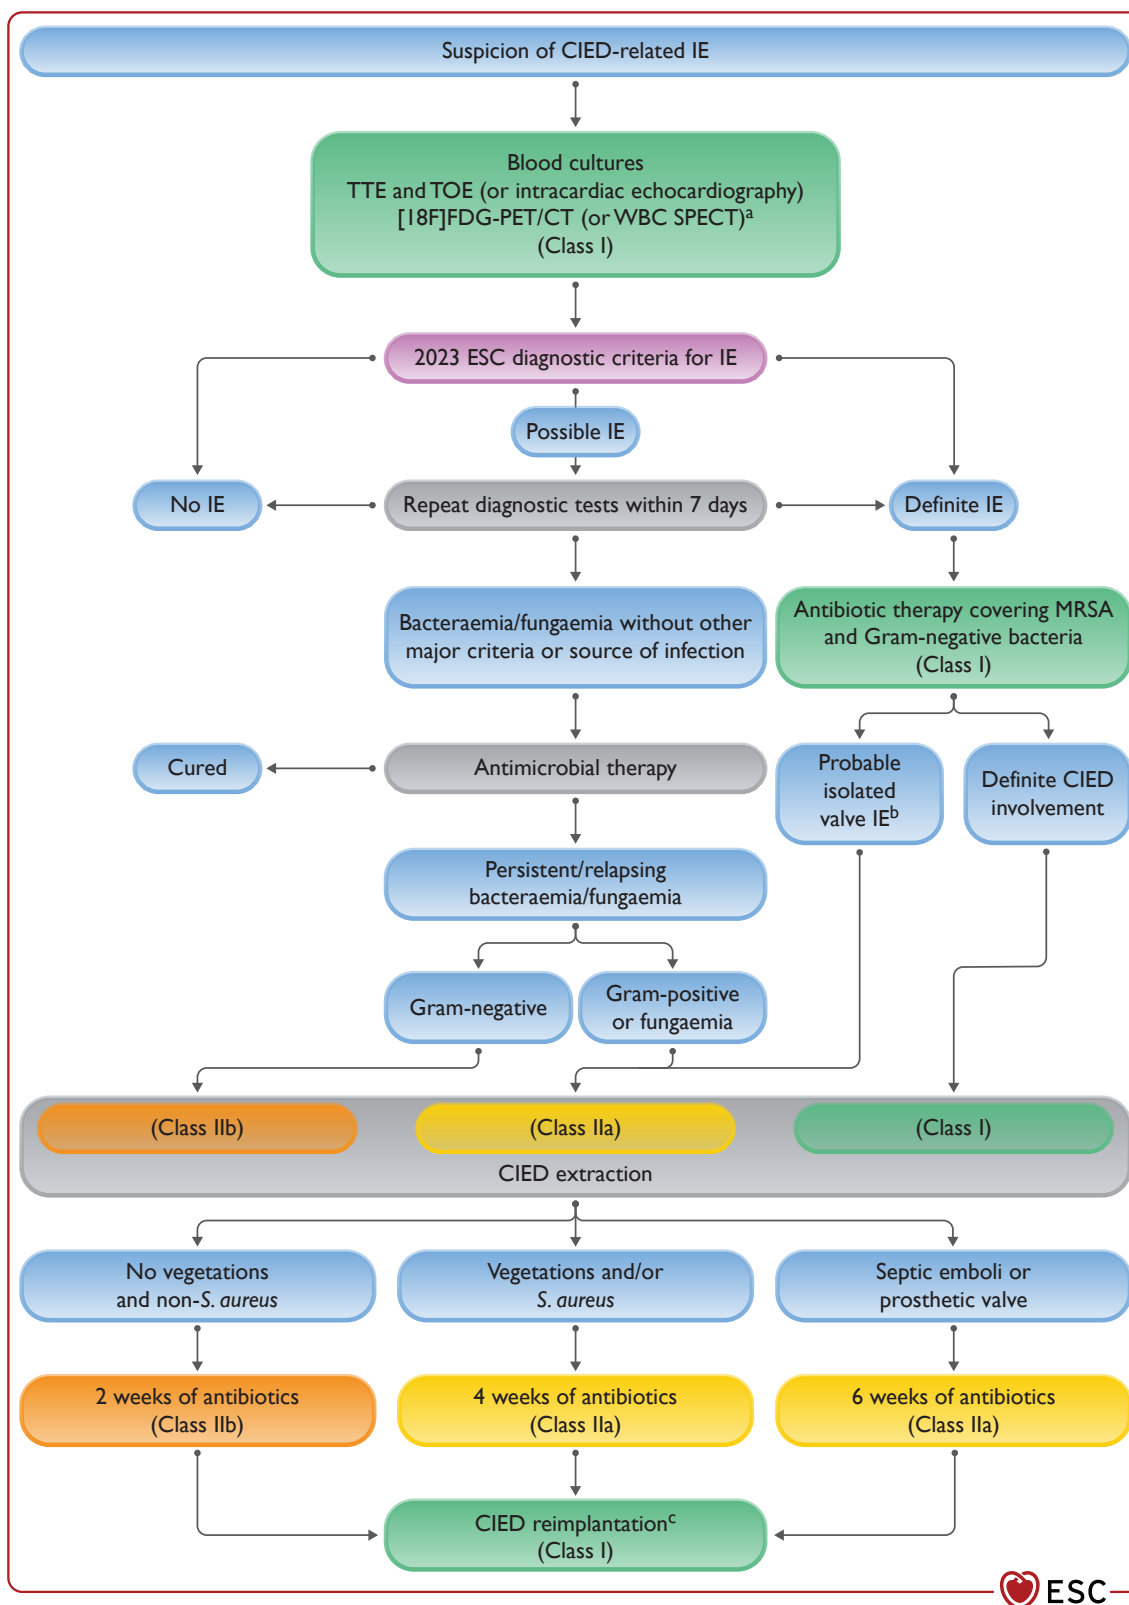 Suspicion of CIED-related IE
Blood cultures
TTE and TOE (or intracardiac echocardiography)
[18F]FDG-PET/CT (or WBC SPECT)a
(Class I)
2023 ESC diagnostic criteria for IE
Possible IE
No IE
Repeat diagnostic tests within 7 days
Definite IE
Bacteraemia/fungaemia without other
major criteria or source of infection
Antibiotic therapy covering MRSA
and Gram-negative bacteria
(Class I)
Cured
Antimicrobial therapy
Probable
isolated
valve IEb
Definite CIED
involvement
Persistent/relapsing
bacteraemia/fungaemia
Gram-negative
Gram-positive
or fungaemia
(Class IIb)
(Class IIa)
(Class I)
CIED extraction
No vegetations
and non-S. aureus
Vegetations and/or
S. aureus
Septic emboli or
prosthetic valve
2 weeks of antibiotics
(Class IIb)
4 weeks of antibiotics
(Class IIa)
6 weeks of antibiotics
(Class IIa)
CIED reimplantationc
(Class I)
ESC